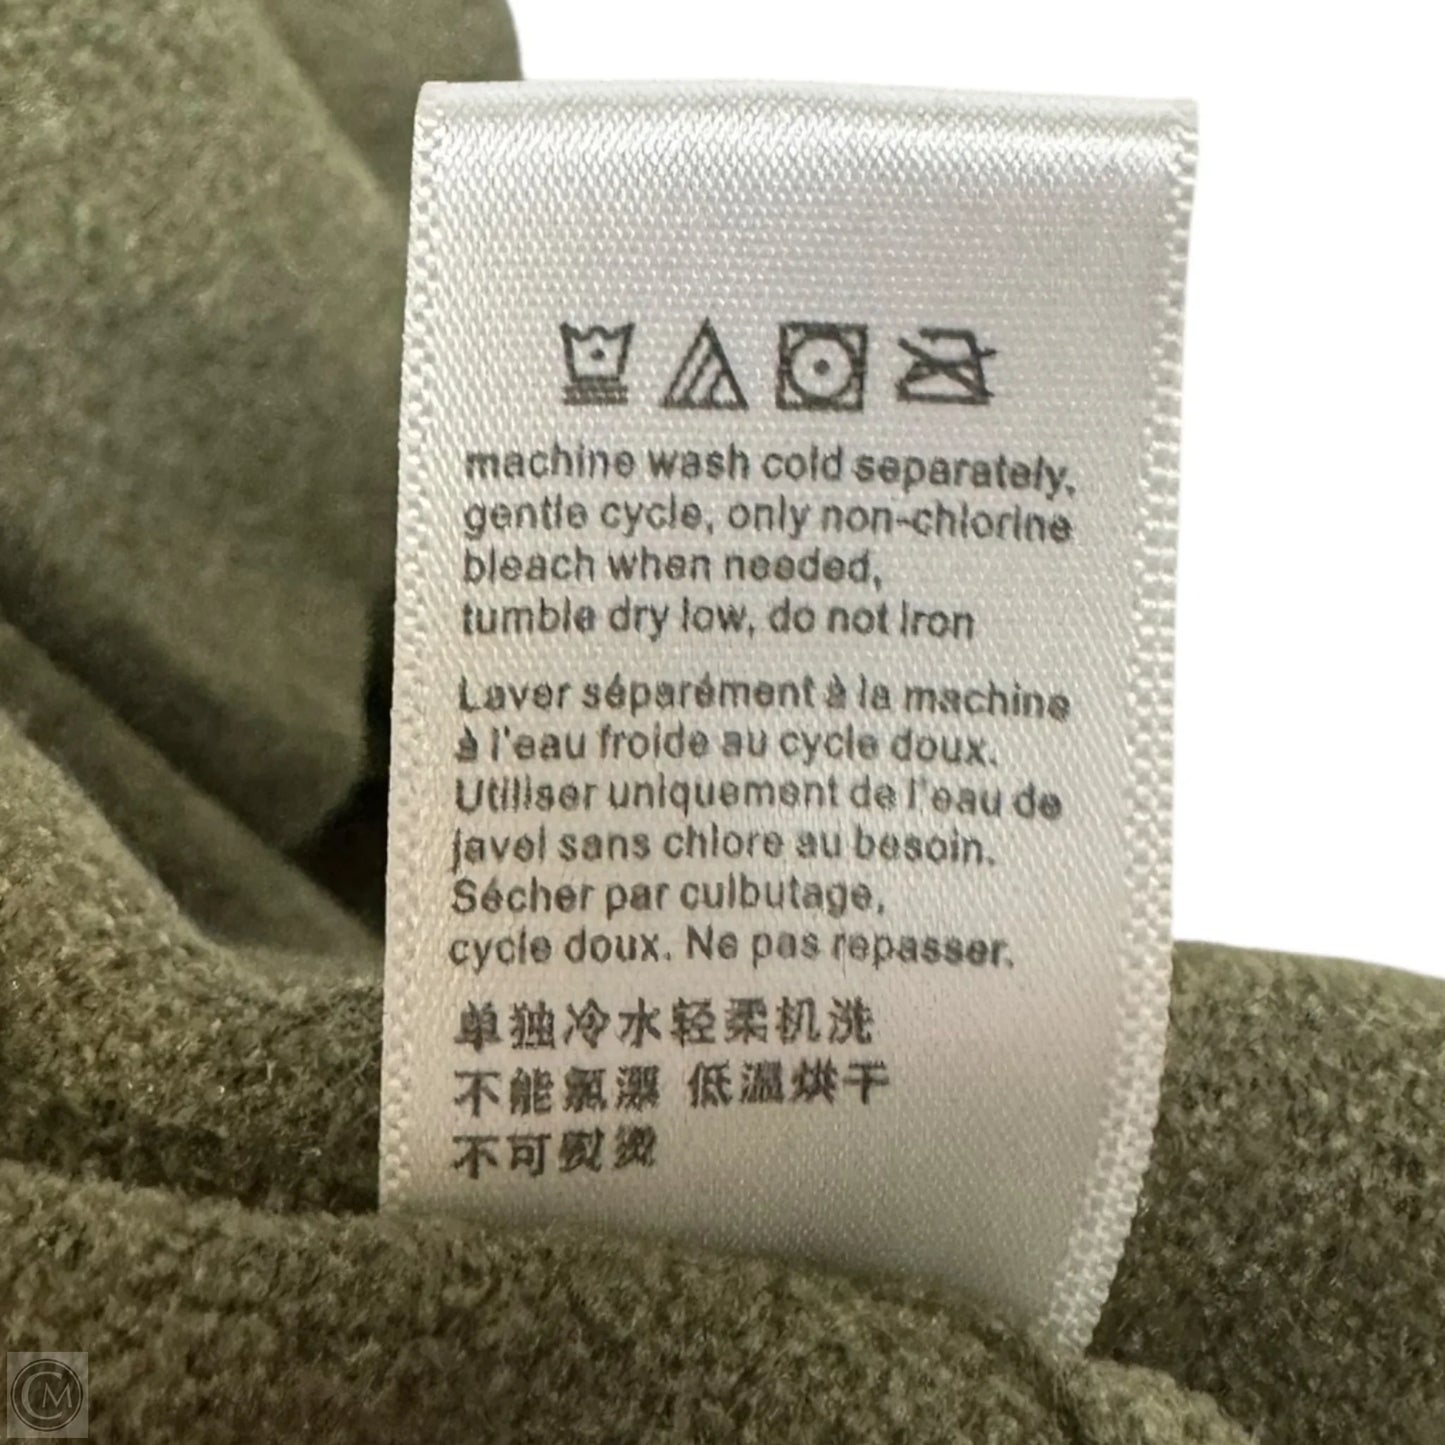 machine wash cold separately,
gentle cycle, only non-chlorine
bleach when needed,
tumble dry low, do not iron
Laver séparément à la machine
à l'eau froide au cycle doux.
Utiliser uniquement de l'eau de
javel sans chlore au besoin.
Sécher par culbutage,
cycle doux. Ne pas repasser.
单独冷水轻柔机洗
不能氯漂 低温烘干
不可熨烫
CM